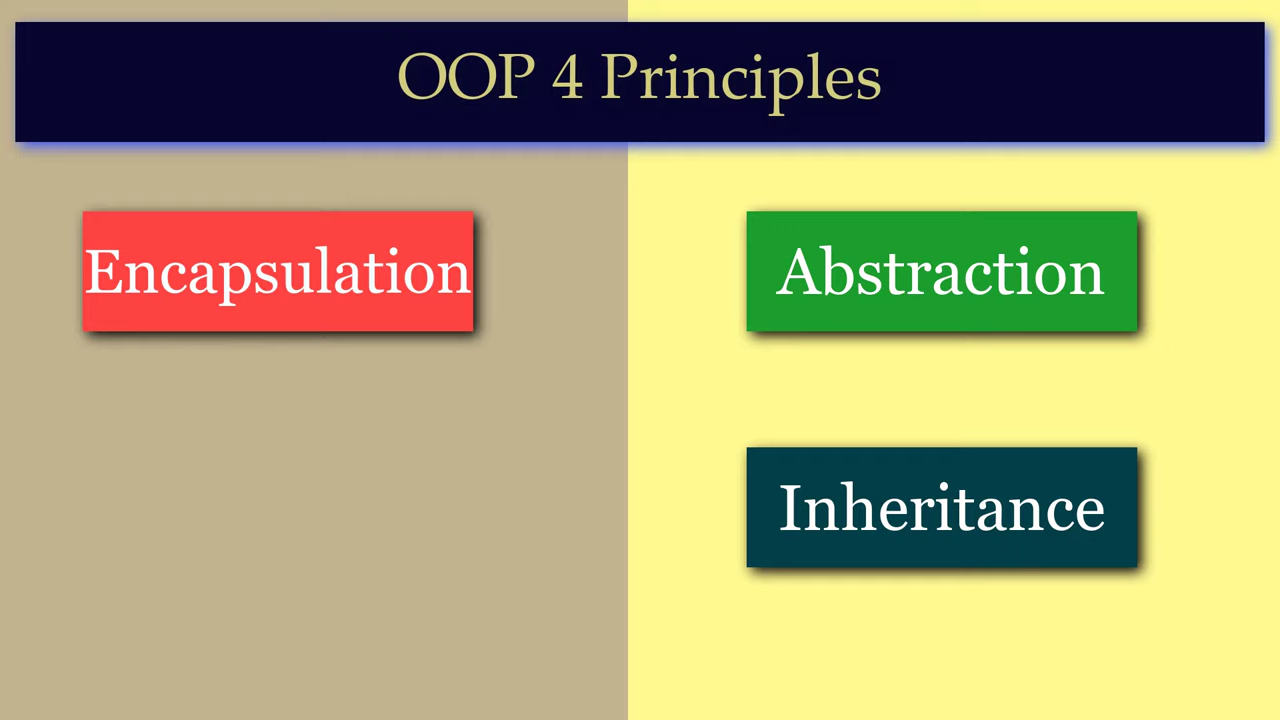 OOP 4 Principles
Encapsulation
Abstraction
Inheritance